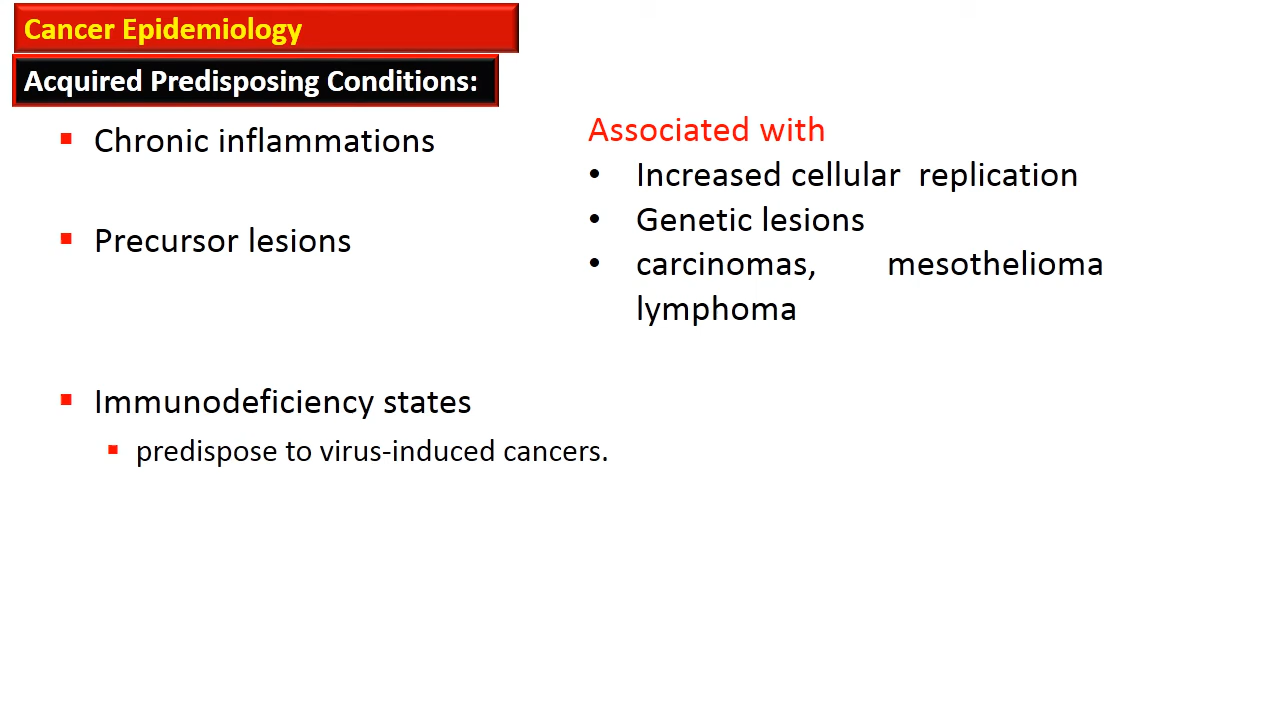 Cancer Epidemiology
Acquired Predisposing Conditions:
▪ Chronic inflammations
▪ Precursor lesions
Associated with
• Increased cellular replication
• Genetic lesions
• carcinomas, mesothelioma
lymphoma
▪ Immunodeficiency states
▪ predispose to virus-induced cancers.